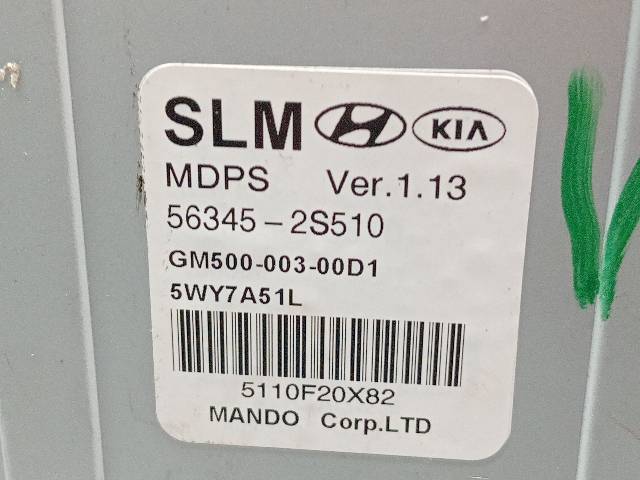 SLM KIA
MDPS Ver.1.13
56345-2S510
GM500-003-00D1
5WY7A51L
5110F20X82
MANDO Corp.LTD